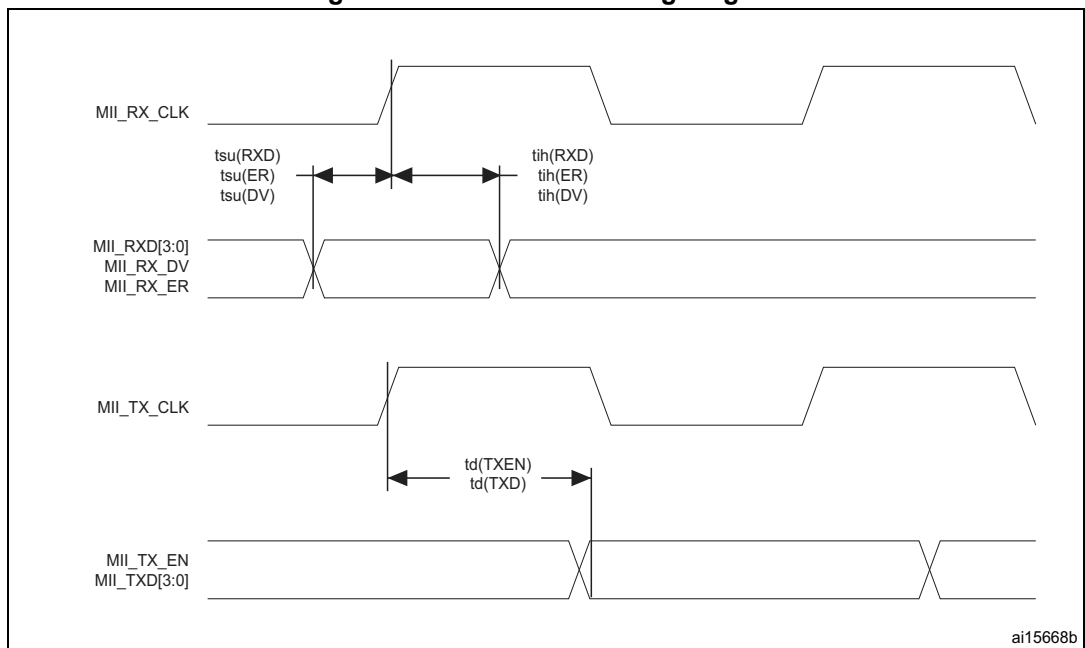 MII_RX_CLK
tsu(RXD)
tsu(ER)
tsu(DV)
tih(RXD)
tih(ER)
tih(DV)
MII_RXD[3:0]
MII_RX_DV
MII_RX_ER
MII_TX_CLK
td(TXEN)
td(TXD)
MII_TX_EN
MII_TXD[3:0]
ai15668b